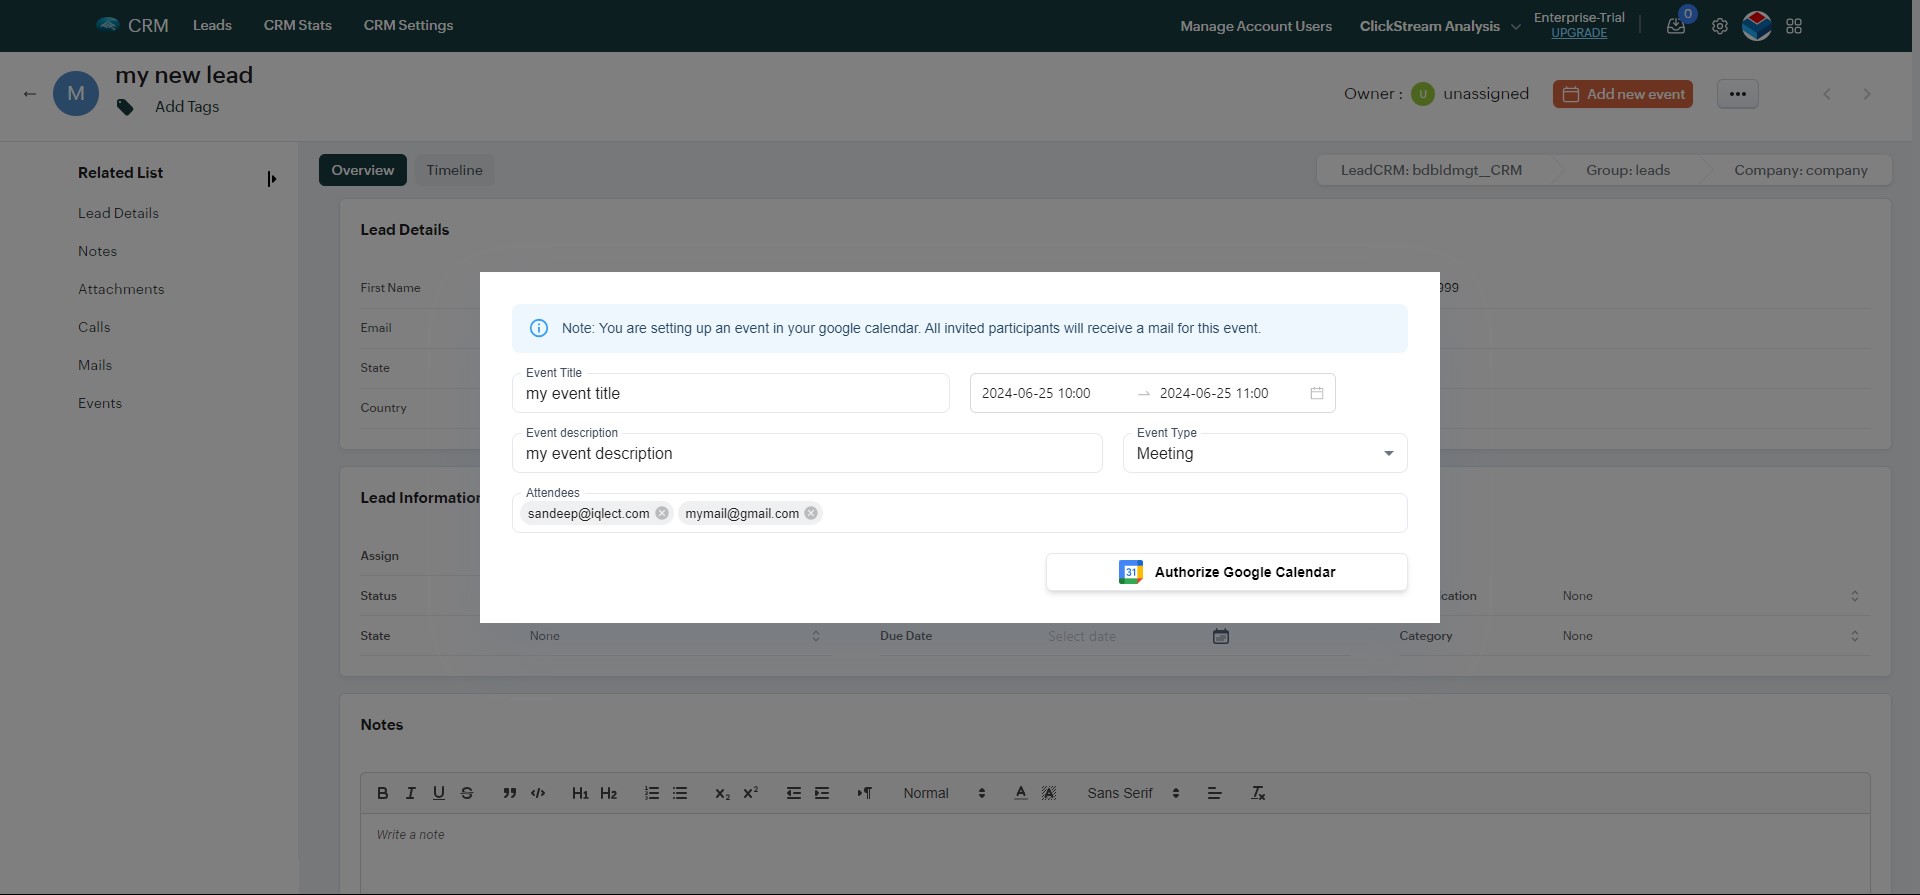 CRM Leads CRM Stats CRM Settings Manage Account Users ClickStream Analysis Enterprise-Trial 0
UPGRADE
M my new lead
Add Tags
Owner : U unassigned Add new event •••
Related List
Lead Details
Notes
Attachments
Calls
Mails
Events
Overview Timeline LeadCRM: bdbldmgt_CRM Group: leads Company: company
Lead Details
First Name 999
Email
State
Country
Note: You are setting up an event in your google calendar. All invited participants will receive a mail for this event.
Event Title
my event title 2024-06-25 10:00 → 2024-06-25 11:00
Event description Event Type
my event description Meeting
Attendees
sandeep@iqlect.com mymail@gmail.com
31 Authorize Google Calendar
Lead Information
Assign
Status cation None
State None Due Date Select date Category None
Notes
B I U S ” </> H1 H2 X2 X2 ¶ Normal A A Sans Serif Tx
Write a note